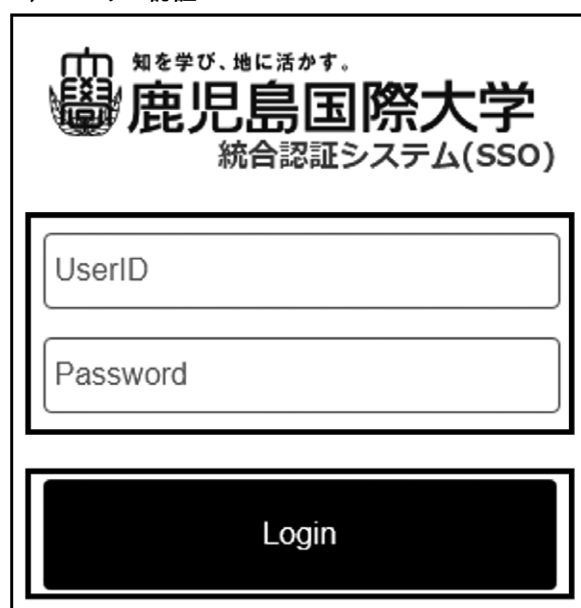 知を学び、地に活かす。
鹿児島国際大学
統合認証システム(SSO)
UserID
Password
Login